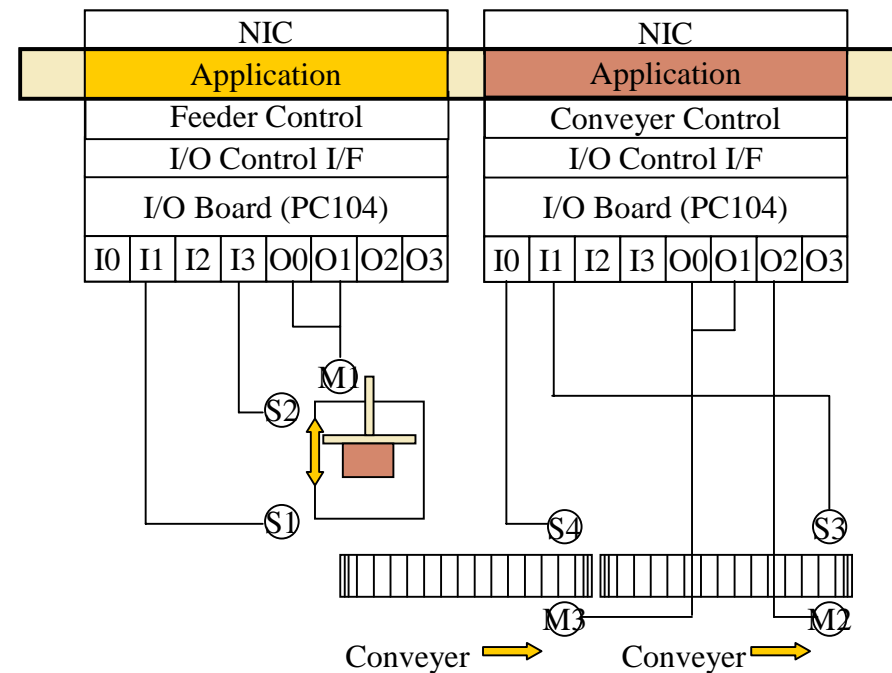 NIC
Application
Feeder Control
I/O Control I/F
I/O Board (PC104)
I0 I1 I2 I3 O0 O1 O2 O3
NIC
Application
Conveyer Control
I/O Control I/F
I/O Board (PC104)
I0 I1 I2 I3 O0 O1 O2 O3
M1
S2
S1
S4
S3
M3
M2
Conveyer
Conveyer